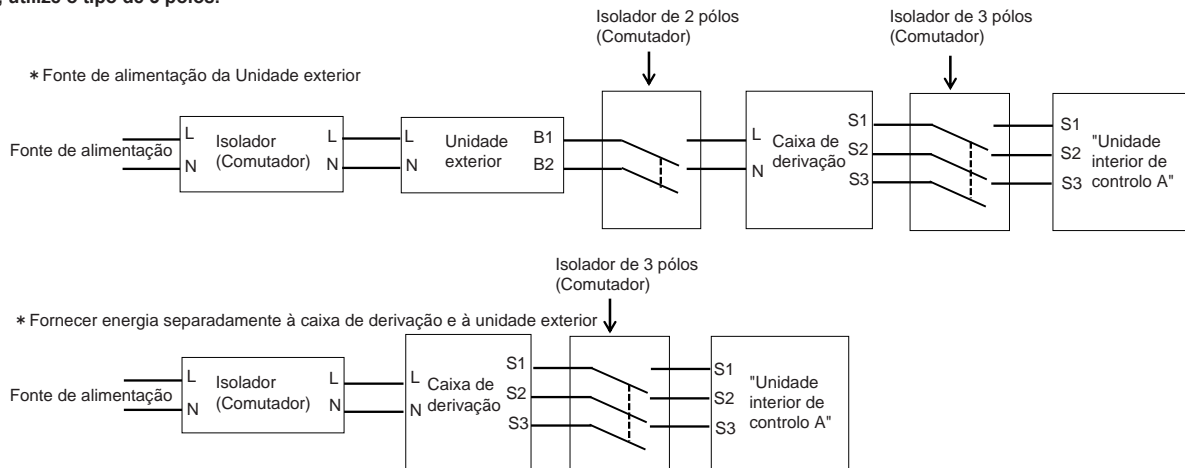 utilize o tipo de 3 pólos.
Isolador de 2 pólos
(Comutador)
Isolador de 3 pólos
(Comutador)
* Fonte de alimentação da Unidade exterior
Fonte de alimentação
L
N
Isolador
(Comutador)
L
N
L
N
Unidade
exterior
B1
B2
L
N
Caixa de
derivação
S1
S2
S3
S1
S2
S3
"Unidade
interior de
controlo A"
Isolador de 3 pólos
(Comutador)
* Fornecer energia separadamente à caixa de derivação e à unidade exterior
Fonte de alimentação
L
N
Isolador
(Comutador)
L
N
L
N
Caixa de
derivação
S1
S2
S3
S1
S2
S3
"Unidade
interior de
controlo A"